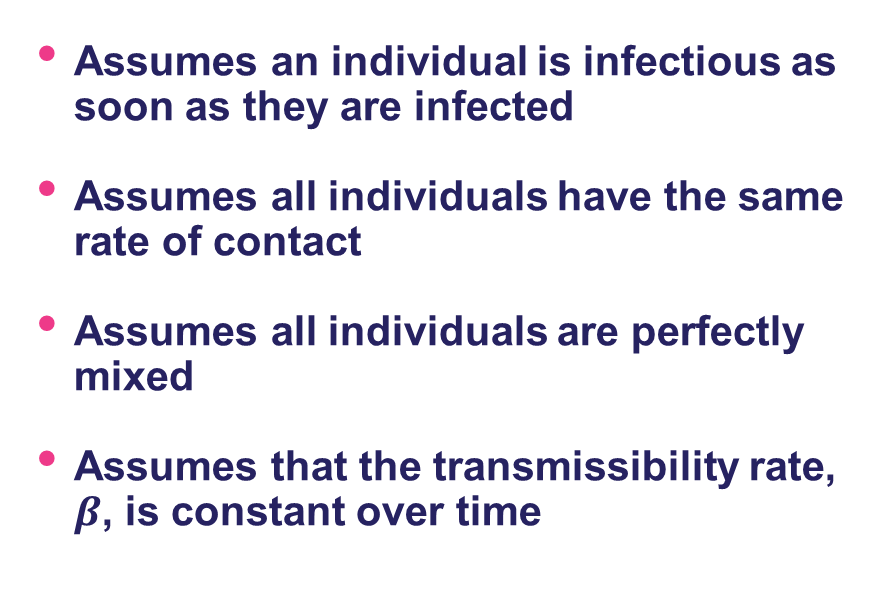 • Assumes an individual is infectious as
soon as they are infected
• Assumes all individuals have the same
rate of contact
• Assumes all individuals are perfectly
mixed
• Assumes that the transmissibility rate,
β, is constant over time